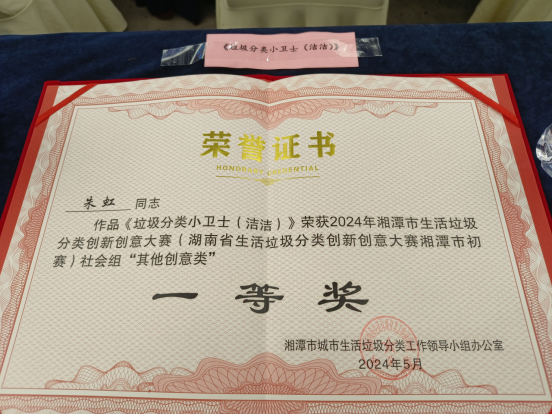 《垃圾分类小卫士(洁洁)》
荣誉证书
HONORARY CREDENTIAL
朱虹 同志
作品《垃圾分类小卫士(洁洁)》荣获2024年湘潭市生活垃圾
分类创新创意大赛(湖南省生活垃圾分类创新创意大赛湘潭市初
赛)社会组“其他创意类”
一等奖
湘潭市城市生活垃圾分类工作领导小组办公室
2024年5月